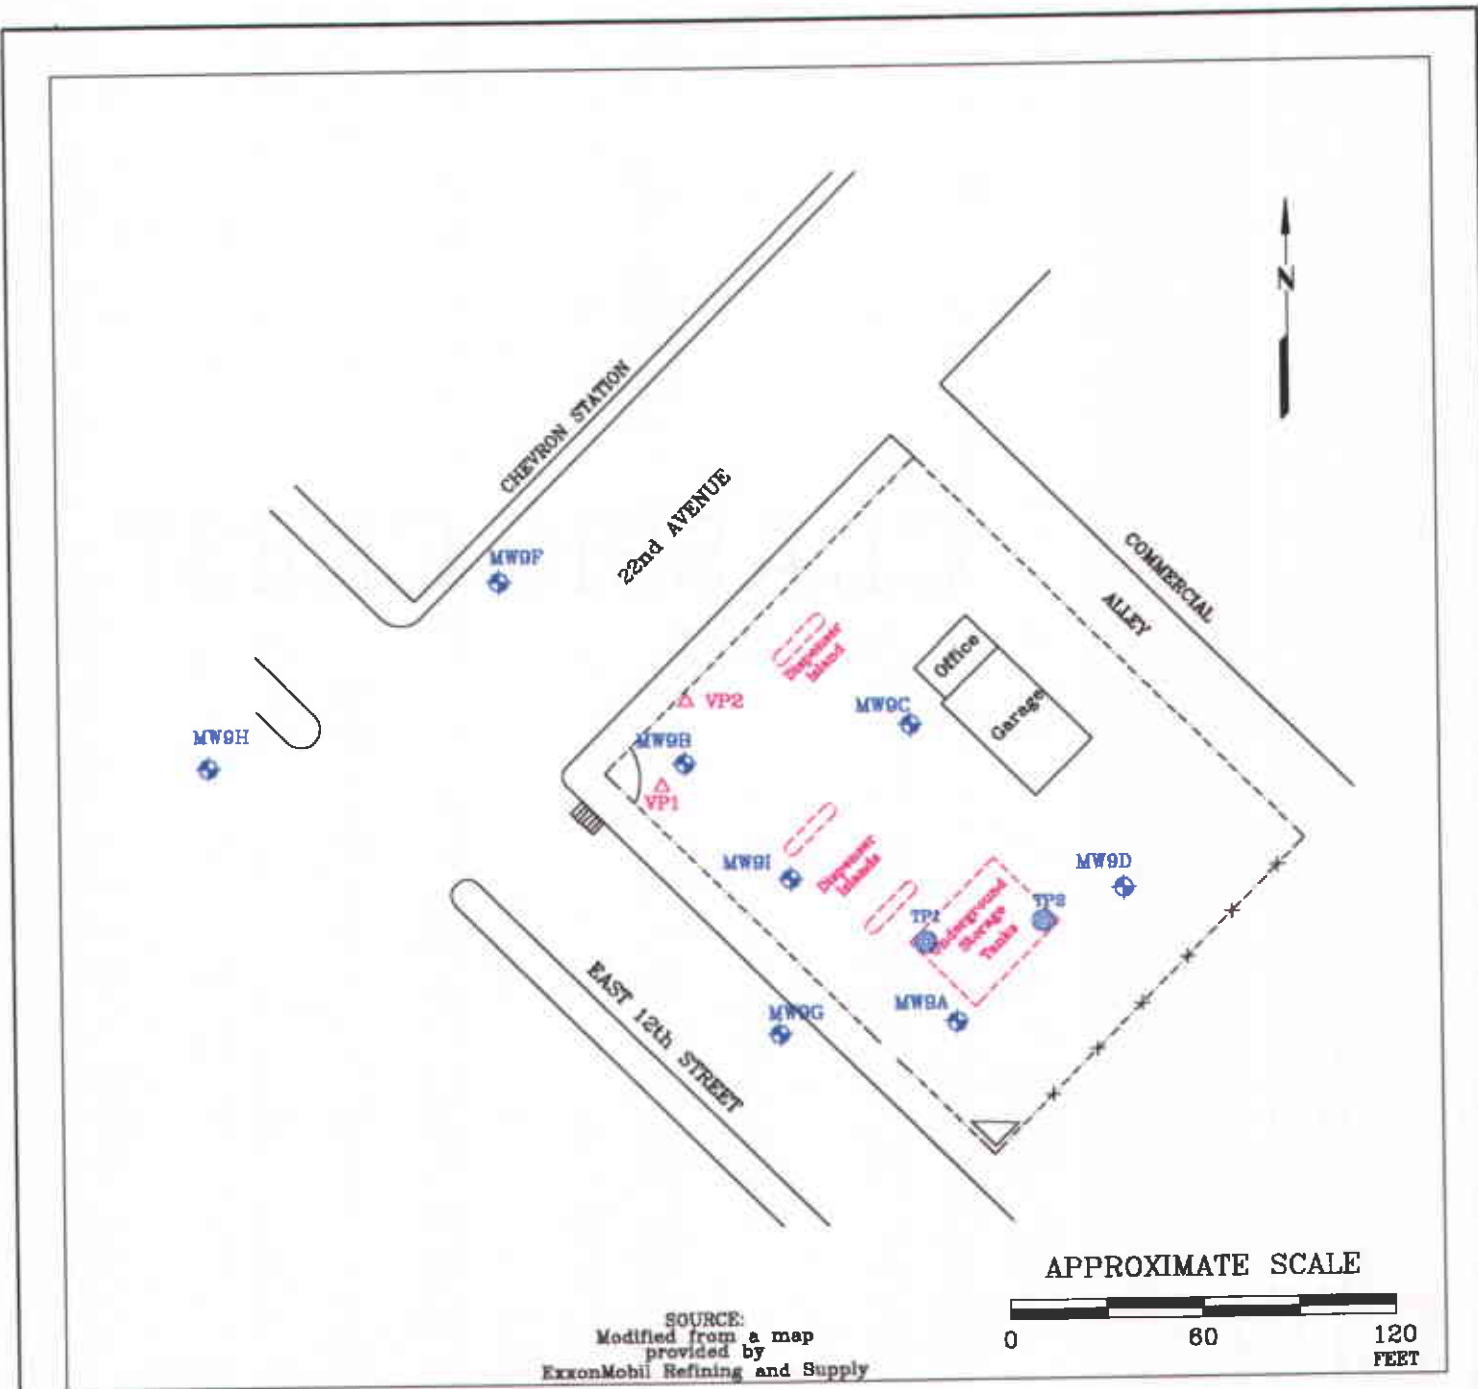 N
CHEVRON STATION
22nd AVENUE
MW9F
COMMERCIAL
ALLEY
Dispenser
Island
Office
Garage
VP2
MW9C
MW9H
MW9B
VP1
MW9I
Dispenser
Islands
MW9D
TP1
TP2
Underground
Storage
Tanks
MW9A
MW9G
EAST 12th STREET
APPROXIMATE SCALE
0 60 120
FEET
SOURCE:
Modified from a map
provided by
ExxonMobil Refining and Supply